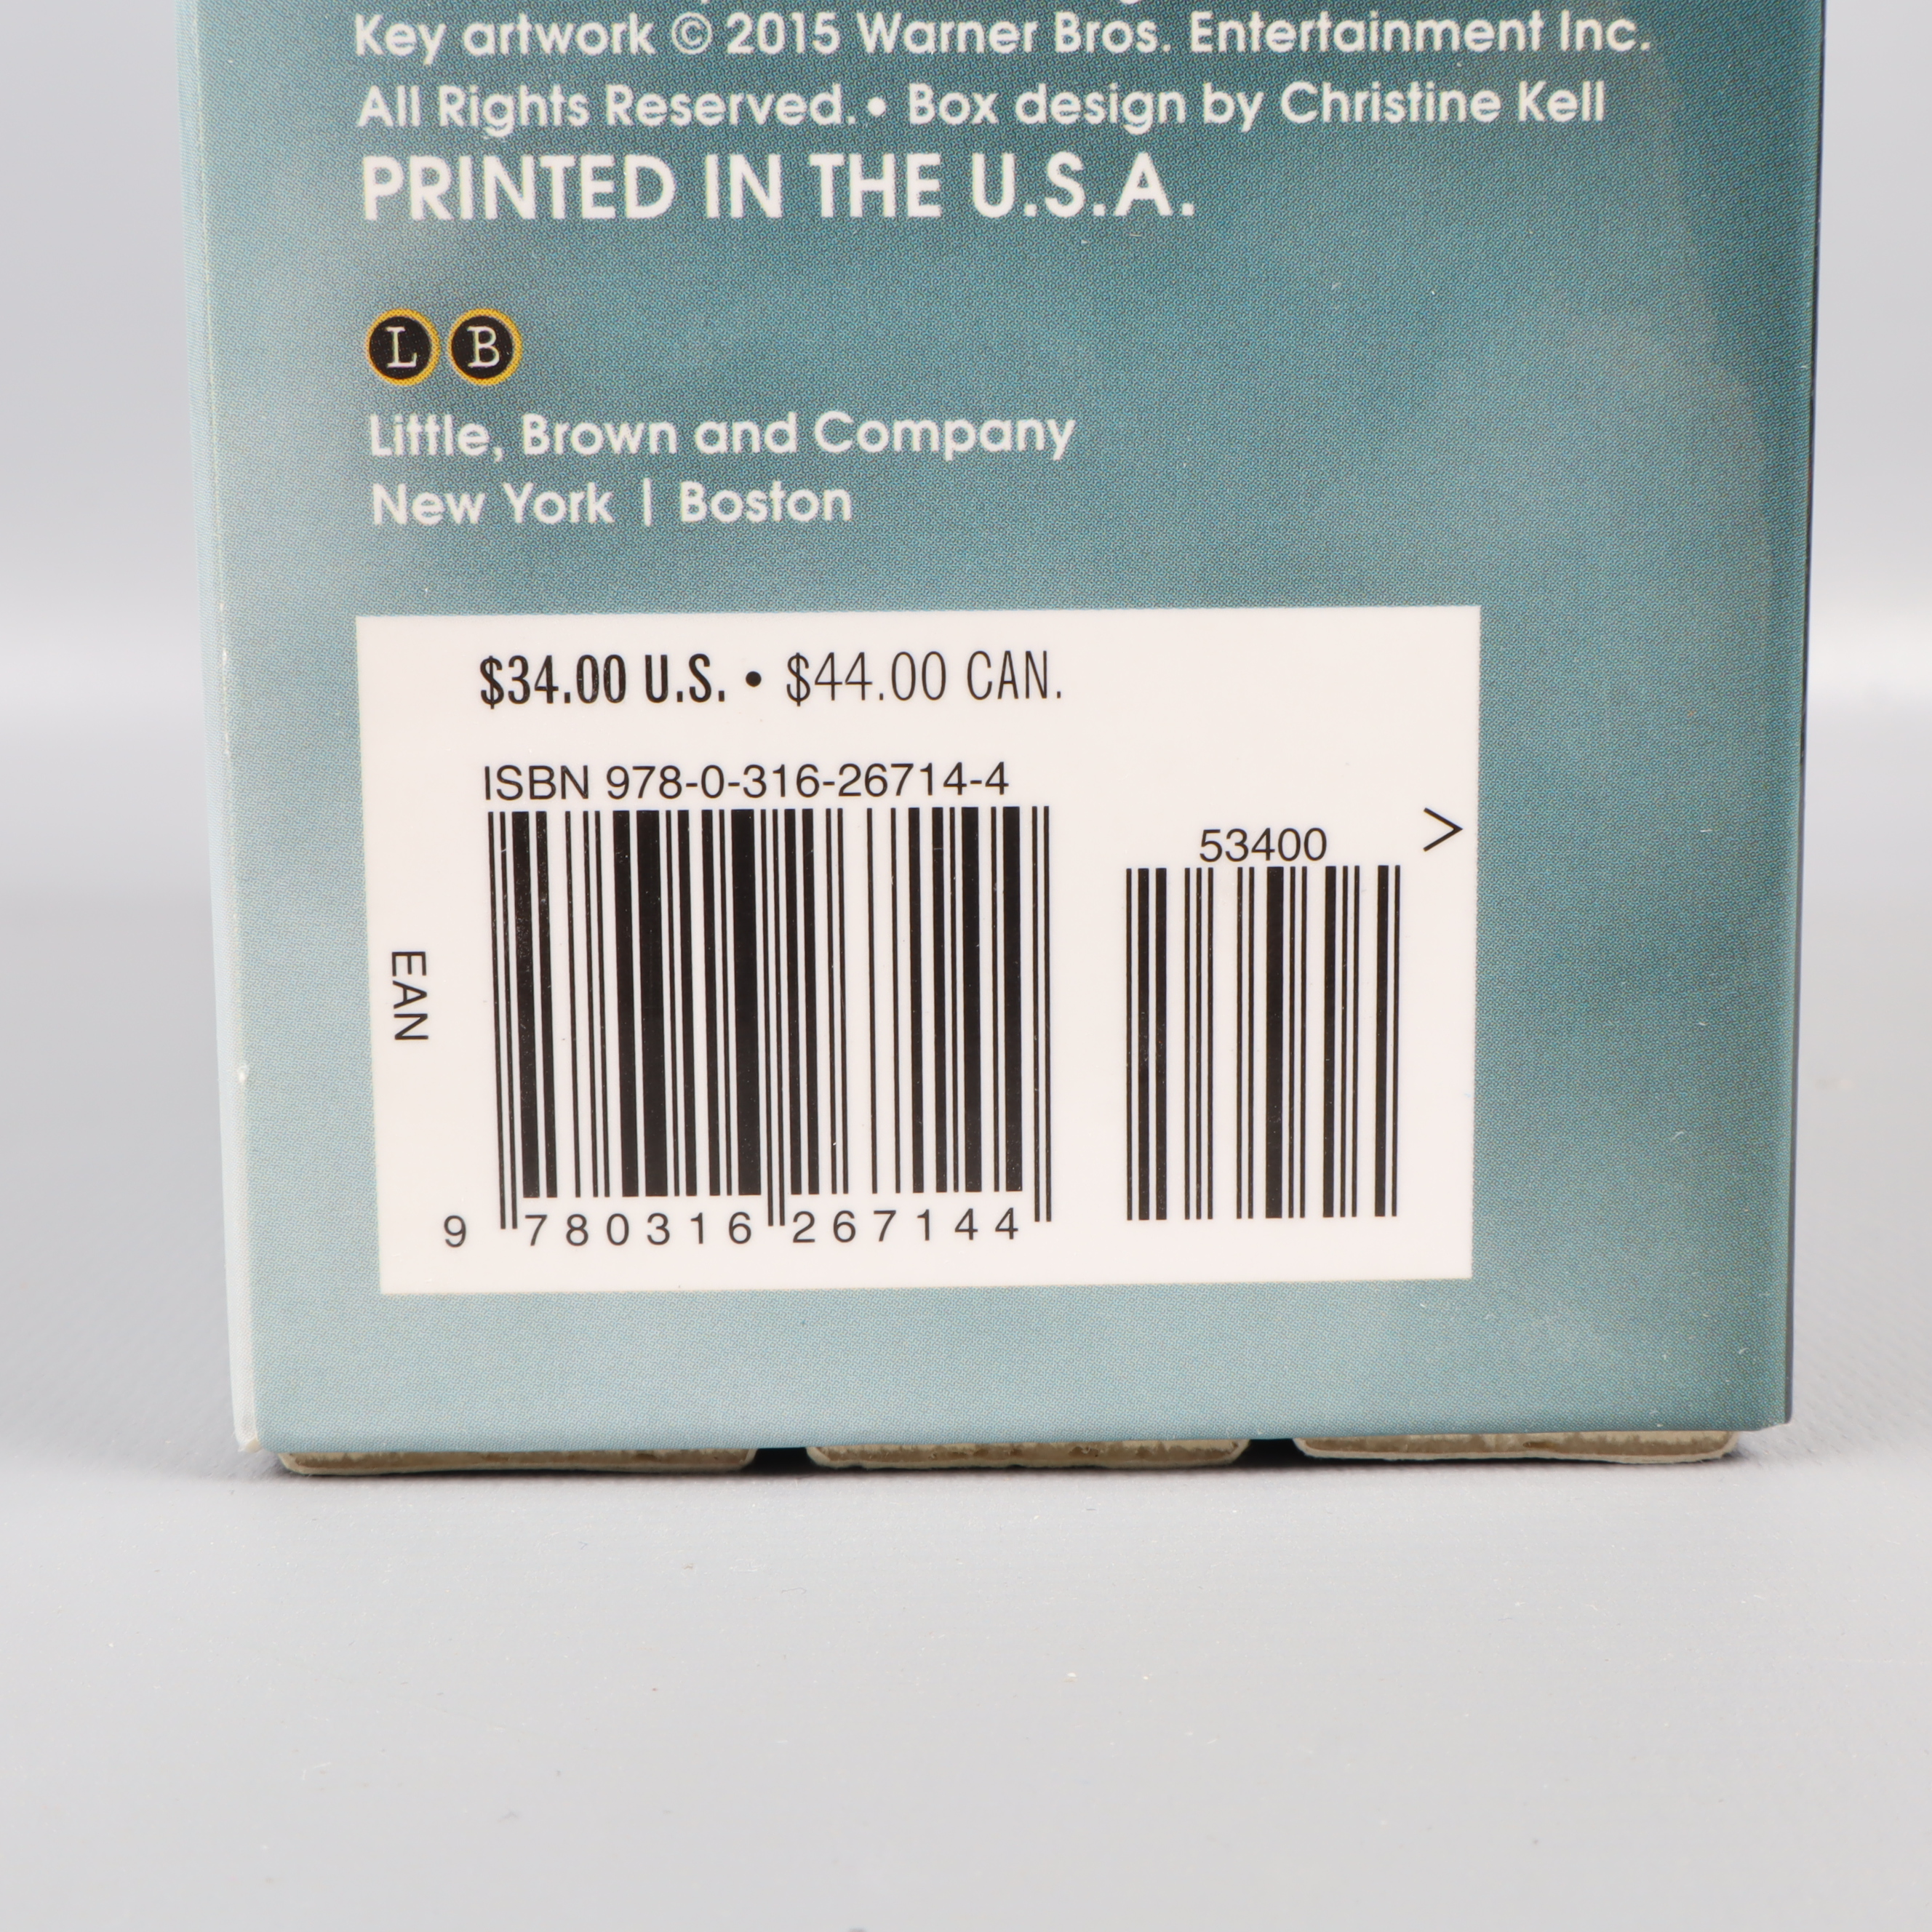 Key artwork © 2015 Warner Bros. Entertainment Inc.
All Rights Reserved. • Box design by Christine Kell
PRINTED IN THE U.S.A.
L B
Little, Brown and Company
New York | Boston
$34.00 U.S. • $44.00 CAN.
ISBN 978-0-316-26714-4
53400 >
EAN
9 780316 267144